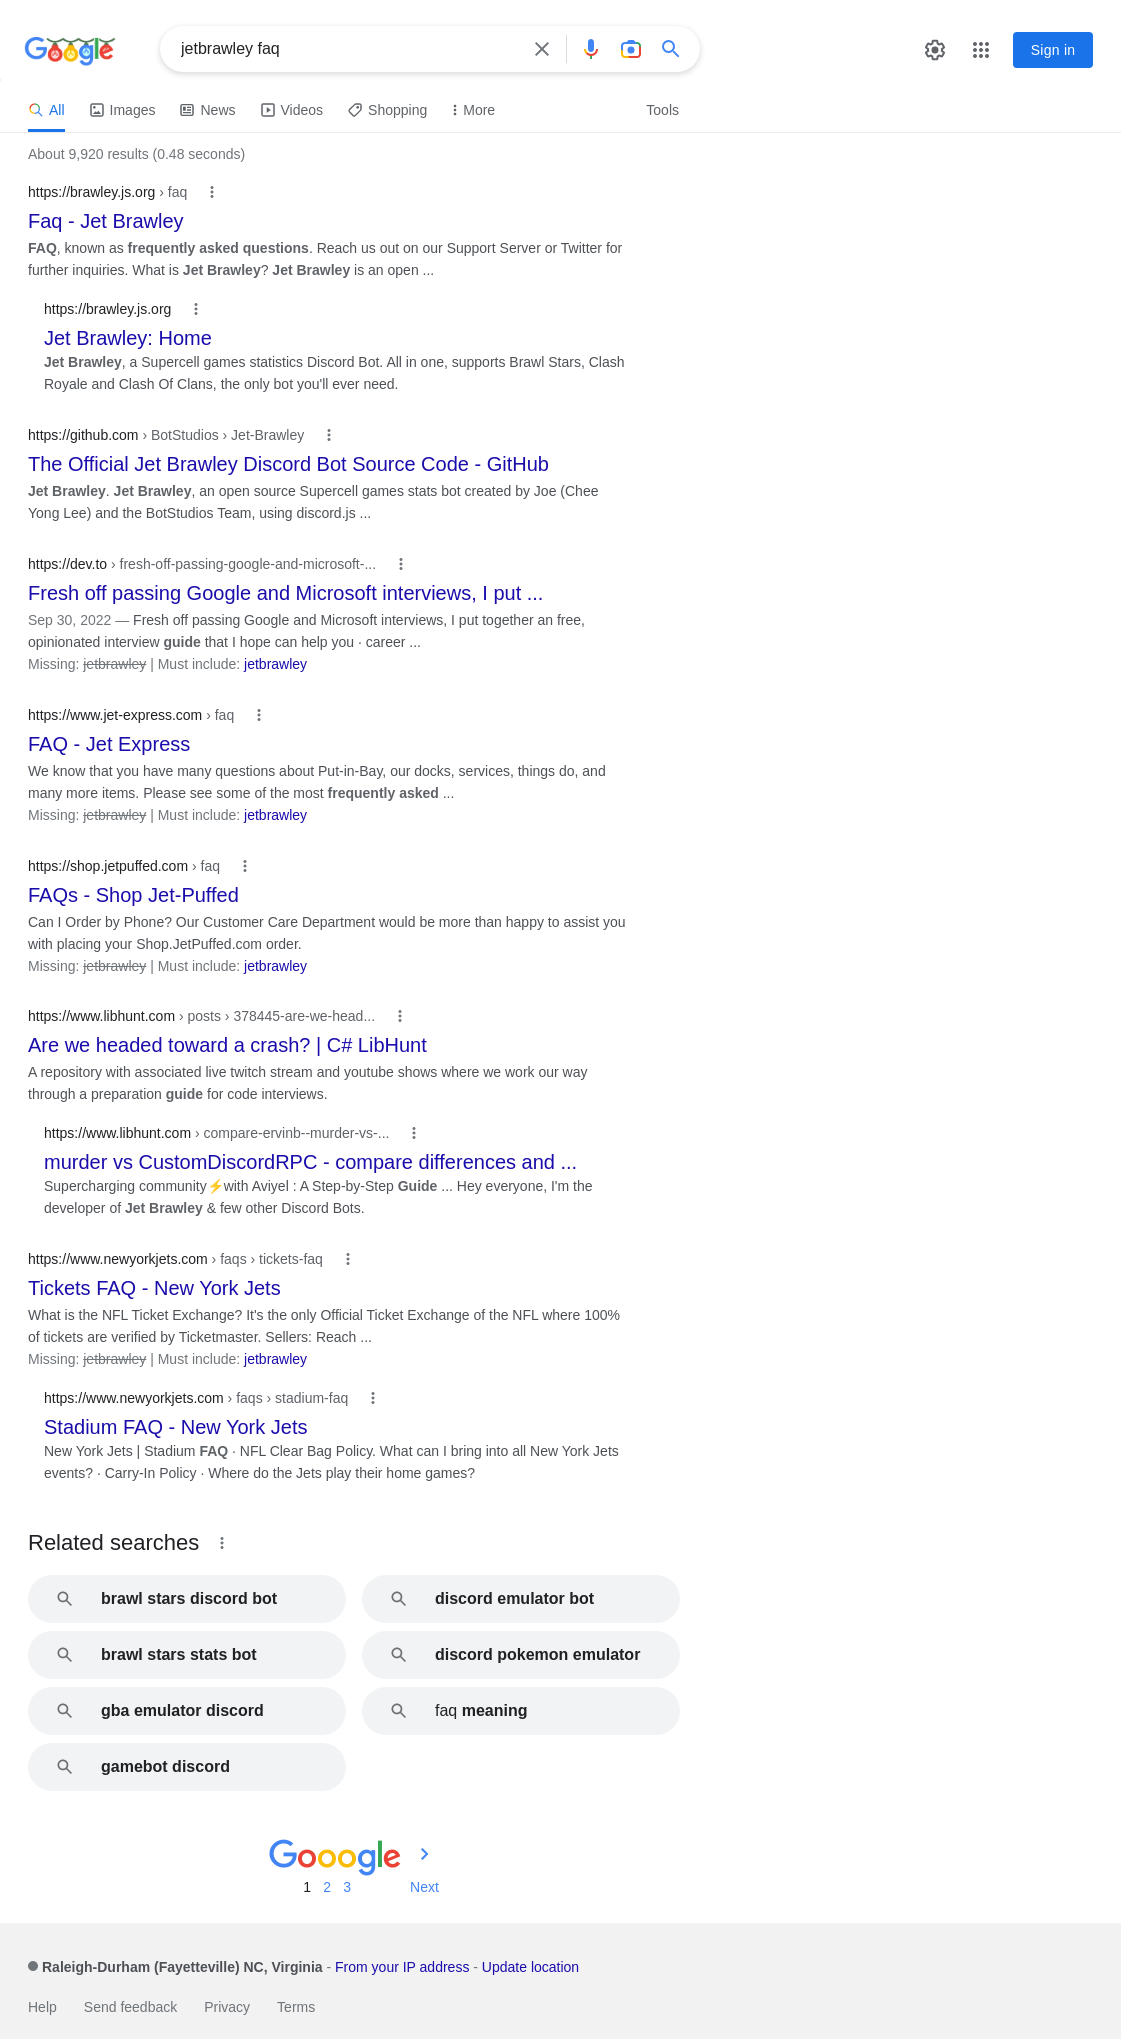 Google
jetbrawley faq
Sign in
All Images News Videos Shopping More Tools
About 9,920 results (0.48 seconds)
https://brawley.js.org › faq
Faq - Jet Brawley
FAQ, known as frequently asked questions. Reach us out on our Support Server or Twitter for
further inquiries. What is Jet Brawley? Jet Brawley is an open ...
https://brawley.js.org
Jet Brawley: Home
Jet Brawley, a Supercell games statistics Discord Bot. All in one, supports Brawl Stars, Clash
Royale and Clash Of Clans, the only bot you'll ever need.
https://github.com › BotStudios › Jet-Brawley
The Official Jet Brawley Discord Bot Source Code - GitHub
Jet Brawley. Jet Brawley, an open source Supercell games stats bot created by Joe (Chee
Yong Lee) and the BotStudios Team, using discord.js ...
https://dev.to › fresh-off-passing-google-and-microsoft-...
Fresh off passing Google and Microsoft interviews, I put ...
Sep 30, 2022 — Fresh off passing Google and Microsoft interviews, I put together an free,
opinionated interview guide that I hope can help you · career ...
Missing: jetbrawley | Must include: jetbrawley
https://www.jet-express.com › faq
FAQ - Jet Express
We know that you have many questions about Put-in-Bay, our docks, services, things do, and
many more items. Please see some of the most frequently asked ...
Missing: jetbrawley | Must include: jetbrawley
https://shop.jetpuffed.com › faq
FAQs - Shop Jet-Puffed
Can I Order by Phone? Our Customer Care Department would be more than happy to assist you
with placing your Shop.JetPuffed.com order.
Missing: jetbrawley | Must include: jetbrawley
https://www.libhunt.com › posts › 378445-are-we-head...
Are we headed toward a crash? | C# LibHunt
A repository with associated live twitch stream and youtube shows where we work our way
through a preparation guide for code interviews.
https://www.libhunt.com › compare-ervinb--murder-vs-...
murder vs CustomDiscordRPC - compare differences and ...
Supercharging community⚡with Aviyel : A Step-by-Step Guide ... Hey everyone, I'm the
developer of Jet Brawley & few other Discord Bots.
https://www.newyorkjets.com › faqs › tickets-faq
Tickets FAQ - New York Jets
What is the NFL Ticket Exchange? It's the only Official Ticket Exchange of the NFL where 100%
of tickets are verified by Ticketmaster. Sellers: Reach ...
Missing: jetbrawley | Must include: jetbrawley
https://www.newyorkjets.com › faqs › stadium-faq
Stadium FAQ - New York Jets
New York Jets | Stadium FAQ · NFL Clear Bag Policy. What can I bring into all New York Jets
events? · Carry-In Policy · Where do the Jets play their home games?
Related searches
brawl stars discord bot
discord emulator bot
brawl stars stats bot
discord pokemon emulator
gba emulator discord
faq meaning
gamebot discord
Gooogle
1 2 3 Next
Raleigh-Durham (Fayetteville) NC, Virginia - From your IP address - Update location
Help Send feedback Privacy Terms